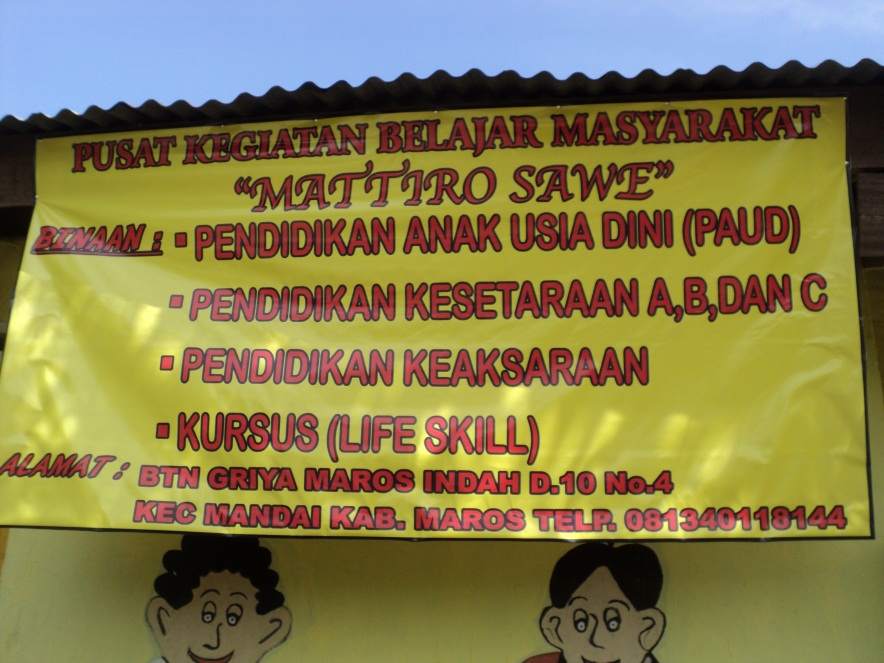 PUSAT KEGIATAN BELAJAR MASYARAKAT
"MATTIRO SAWE"
BINAAN : ▪ PENDIDIKAN ANAK USIA DINI (PAUD)
▪ PENDIDIKAN KESETARAAN A,B,DAN C
▪ PENDIDIKAN KEAKSARAAN
▪ KURSUS (LIFE SKILL)
ALAMAT : BTN GRIYA MAROS INDAH D.10 No.4
KEC MANDAI KAB. MAROS TELP. 081340118144